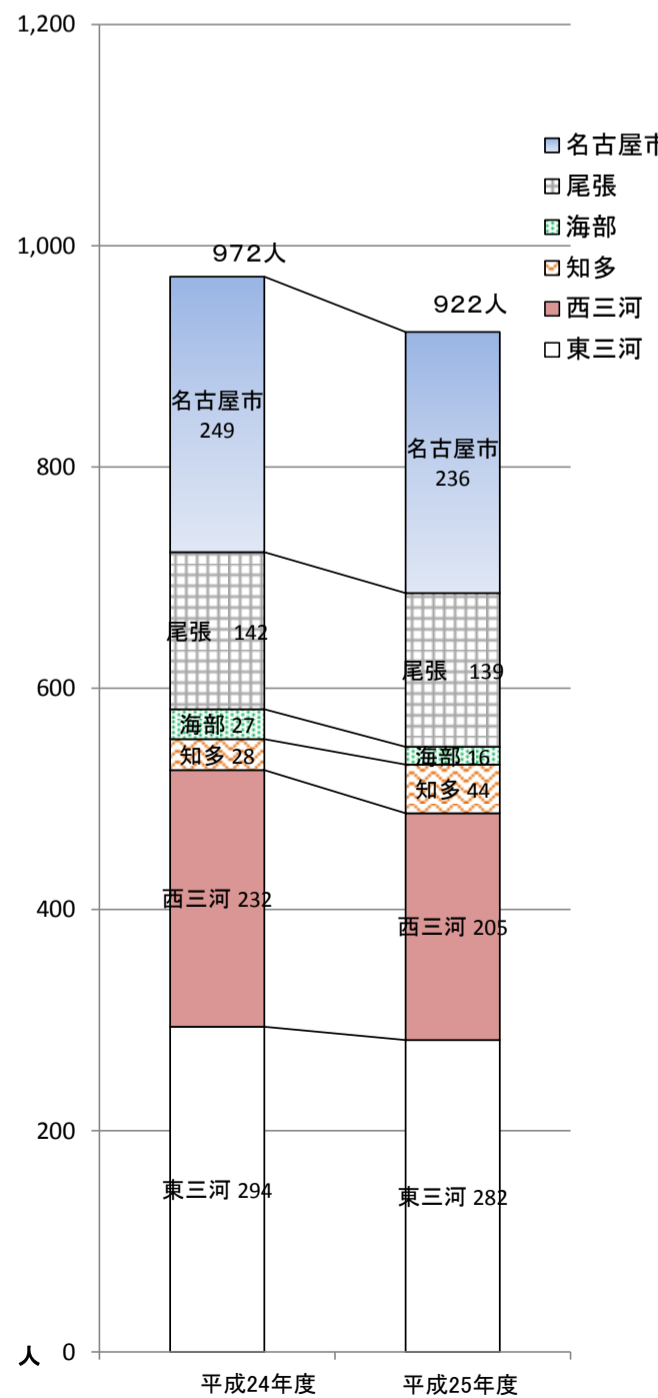 1,200
1,000
800
600
400
200
0
人
972人
922人
名古屋市
尾張
海部
知多
西三河
東三河
名古屋市
249
尾張 142
海部 27
知多 28
西三河 232
東三河 294
名古屋市
236
尾張 139
海部 16
知多 44
西三河 205
東三河 282
平成24年度
平成25年度